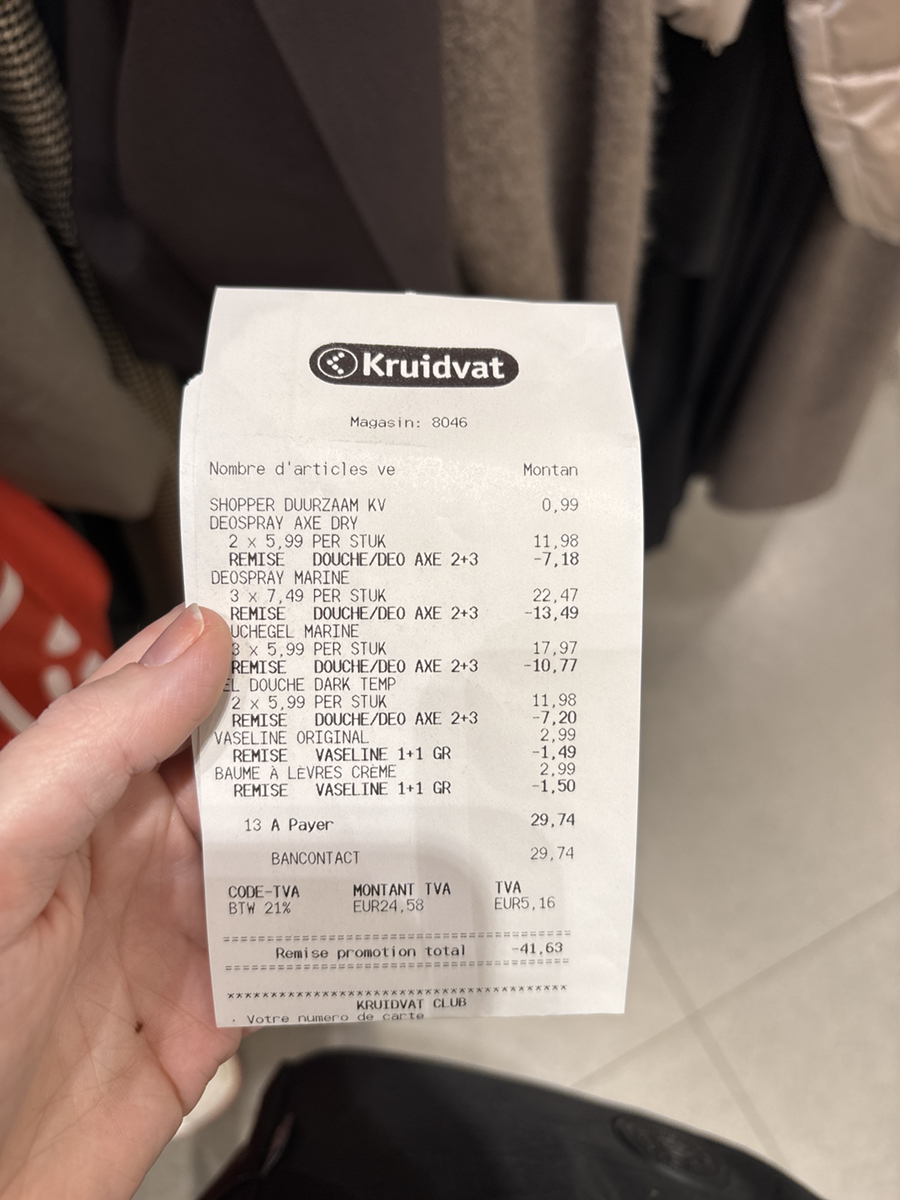 Kruidvat
Magasin: 8046
Nombre d'articles ve Montan
SHOPPER DUURZAAM KV 0,99
DEOSPRAY AXE DRY
2 x 5,99 PER STUK 11,98
REMISE DOUCHE/DEO AXE 2+3 -7,18
DEOSPRAY MARINE
3 x 7,49 PER STUK 22,47
REMISE DOUCHE/DEO AXE 2+3 -13,49
OUCHEGEL MARINE
3 x 5,99 PER STUK 17,97
REMISE DOUCHE/DEO AXE 2+3 -10,77
EL DOUCHE DARK TEMP
2 x 5,99 PER STUK 11,98
REMISE DOUCHE/DEO AXE 2+3 -7,20
VASELINE ORIGINAL 2,99
REMISE VASELINE 1+1 GR -1,49
BAUME À LÈVRES CRÈME 2,99
REMISE VASELINE 1+1 GR -1,50
13 A Payer 29,74
BANCONTACT 29,74
CODE-TVA MONTANT TVA TVA
BTW 21% EUR24,58 EUR5,16
==========================================
Remise promotion total -41,63
==========================================
******************************************
KRUIDVAT CLUB
. Votre numero de carte